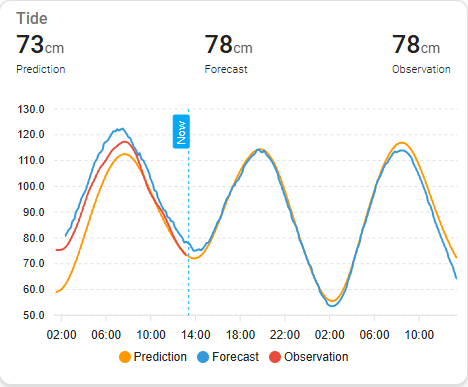 Tide
73cm 78cm 78cm
Prediction Forecast Observation
130.0
120.0
110.0
100.0
90.0
80.0
70.0
60.0
50.0
Now
02:00 06:00 10:00 14:00 18:00 22:00 02:00 06:00 10:00
Prediction Forecast Observation